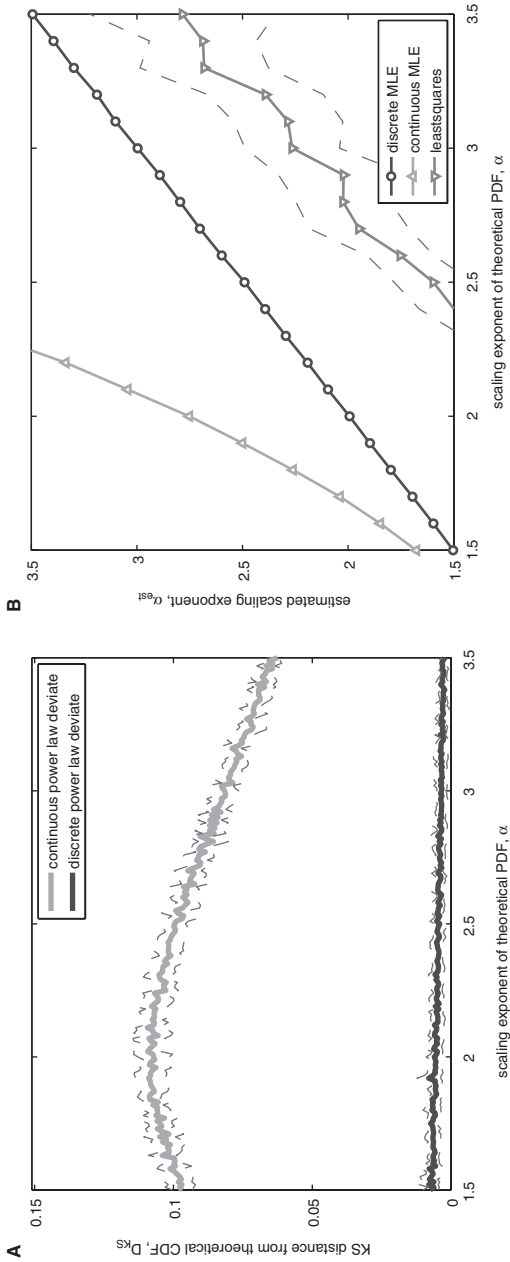 A
0.15
0.1
0.05
0
1.5
2
2.5
3
3.5
KS distance from theoretical CDF, DKS
scaling exponent of theoretical PDF, α
continuous power law deviate
discrete power law deviate
B
3.5
3
2.5
2
1.5
1.5
2
2.5
3
3.5
estimated scaling exponent, αest
scaling exponent of theoretical PDF, α
discrete MLE
continuous MLE
leastsquares